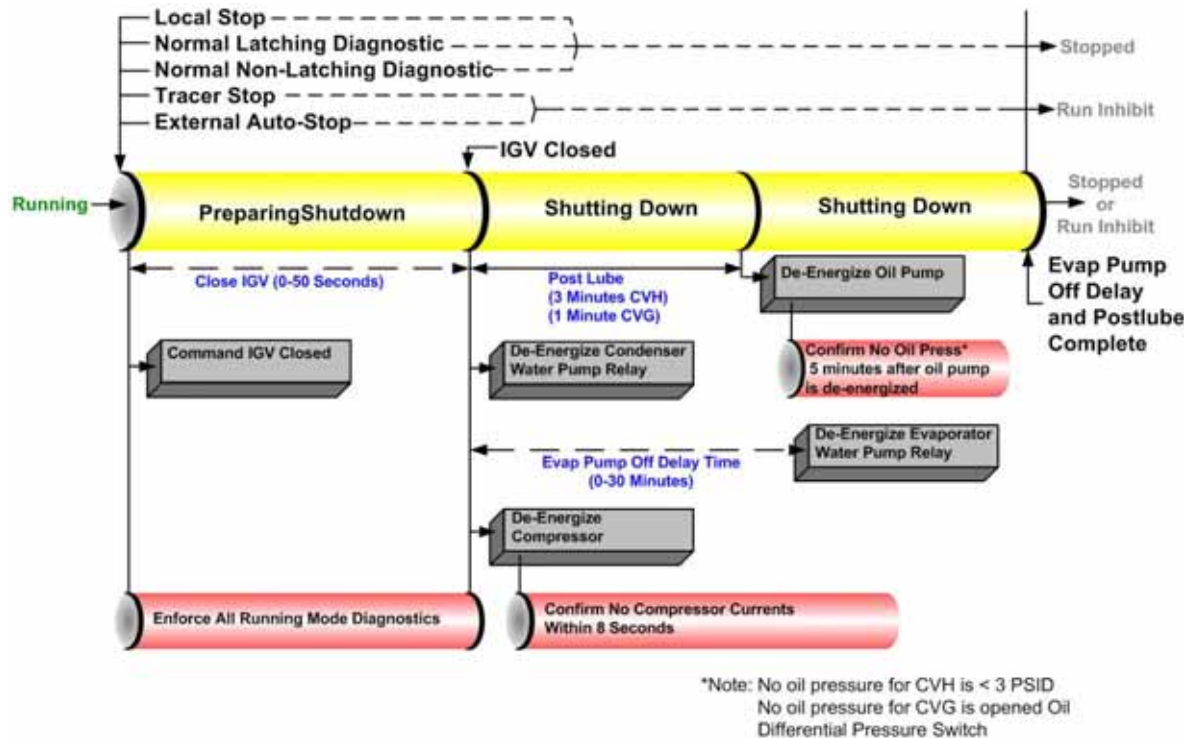 Local Stop
Normal Latching Diagnostic
Stopped
Normal Non-Latching Diagnostic
Tracer Stop
Run Inhibit
External Auto-Stop
IGV Closed
Running
PreparingShutdown
Shutting Down
Shutting Down
Stopped
or
Run Inhibit
Close IGV (0-50 Seconds)
Post Lube
(3 Minutes CVH)
(1 Minute CVG)
De-Energize Oil Pump
Evap Pump
Off Delay
and Postlube
Complete
Command IGV Closed
De-Energize Condenser
Water Pump Relay
Confirm No Oil Press*
5 minutes after oil pump
is de-energized
De-Energize Evaporator
Water Pump Relay
Evap Pump Off Delay Time
(0-30 Minutes)
De-Energize
Compressor
Enforce All Running Mode Diagnostics
Confirm No Compressor Currents
Within 8 Seconds
*Note: No oil pressure for CVH is < 3 PSID
No oil pressure for CVG is opened Oil
Differential Pressure Switch